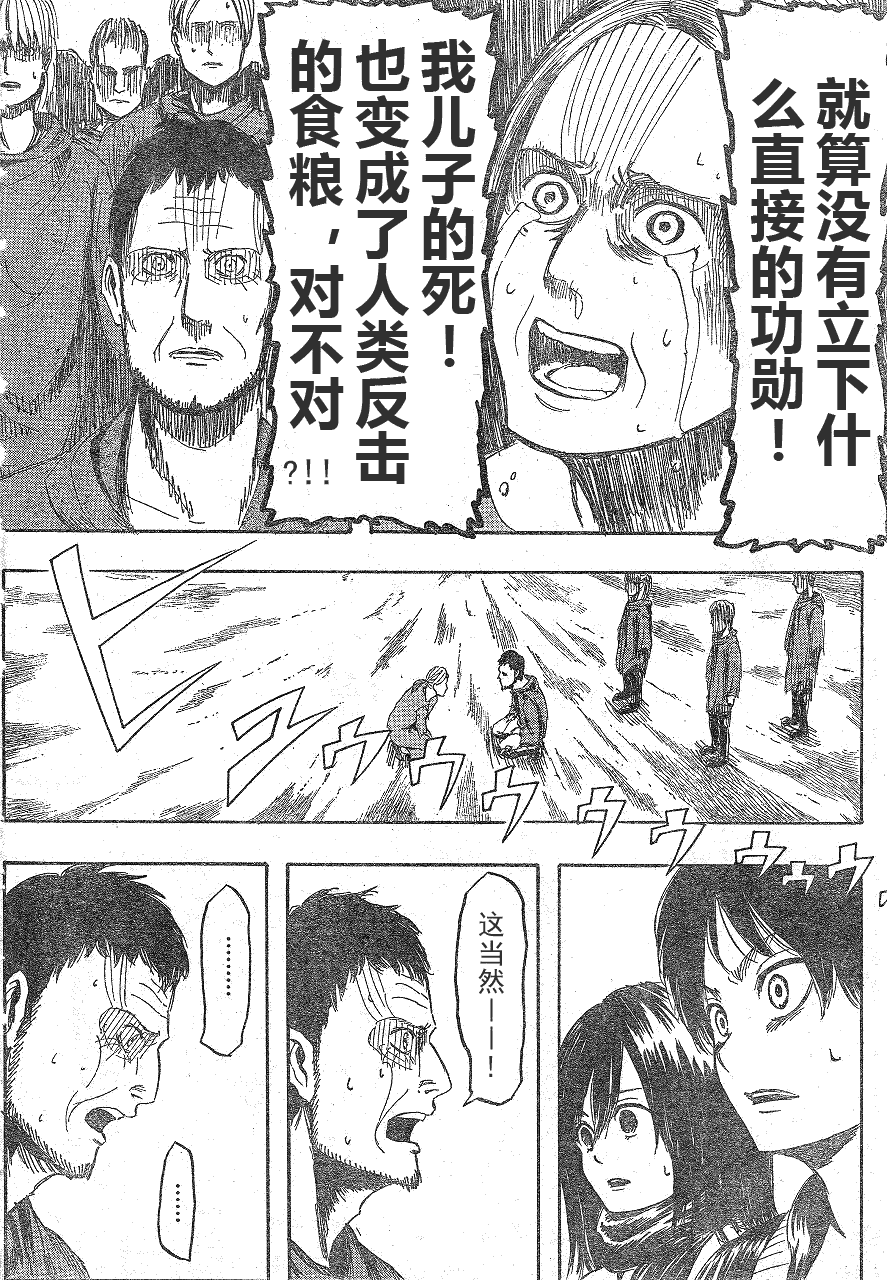 就算没有立下什
么直接的功勋！
我儿子的死！
也变成了人类反击
的食粮，对不对
?!!
ヒュウウウウウウウ
这当然——！
………
……